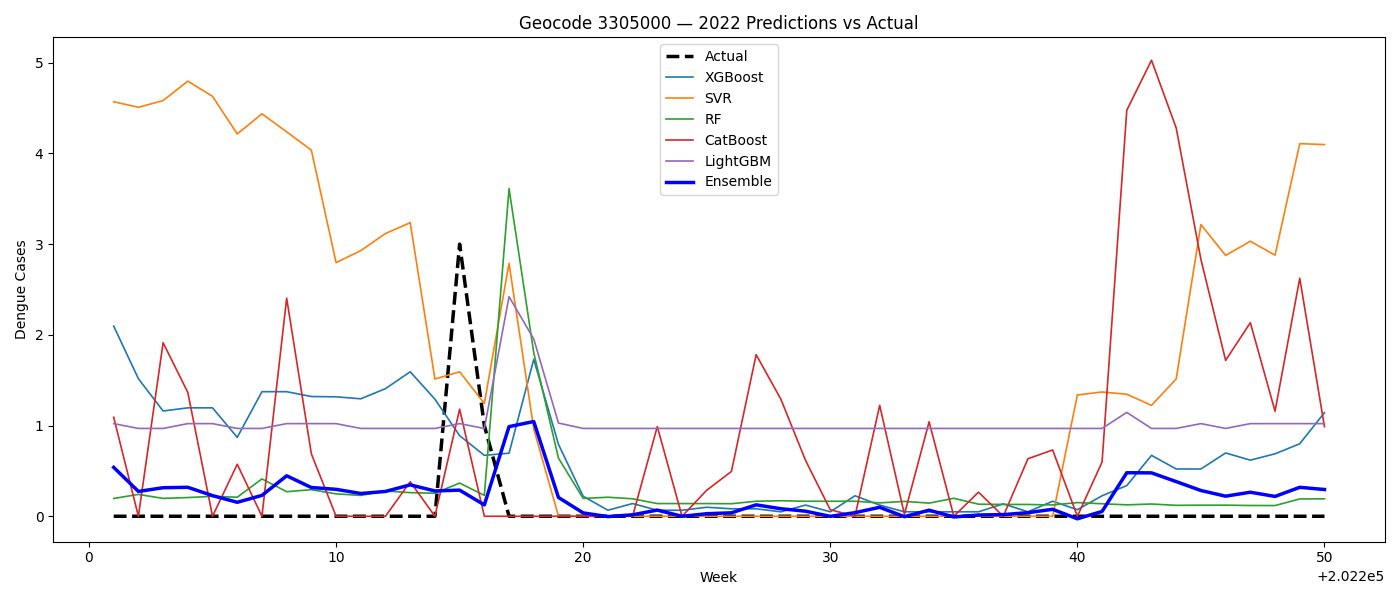 Geocode 3305000 — 2022 Predictions vs Actual
Dengue Cases
5
4
3
2
1
0
Actual
XGBoost
SVR
RF
CatBoost
LightGBM
Ensemble
0
10
20
30
40
50
+2.022e5
Week